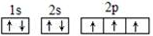 1s 2s 2p
↑↓ ↑↓ ↑ ↑ ↑